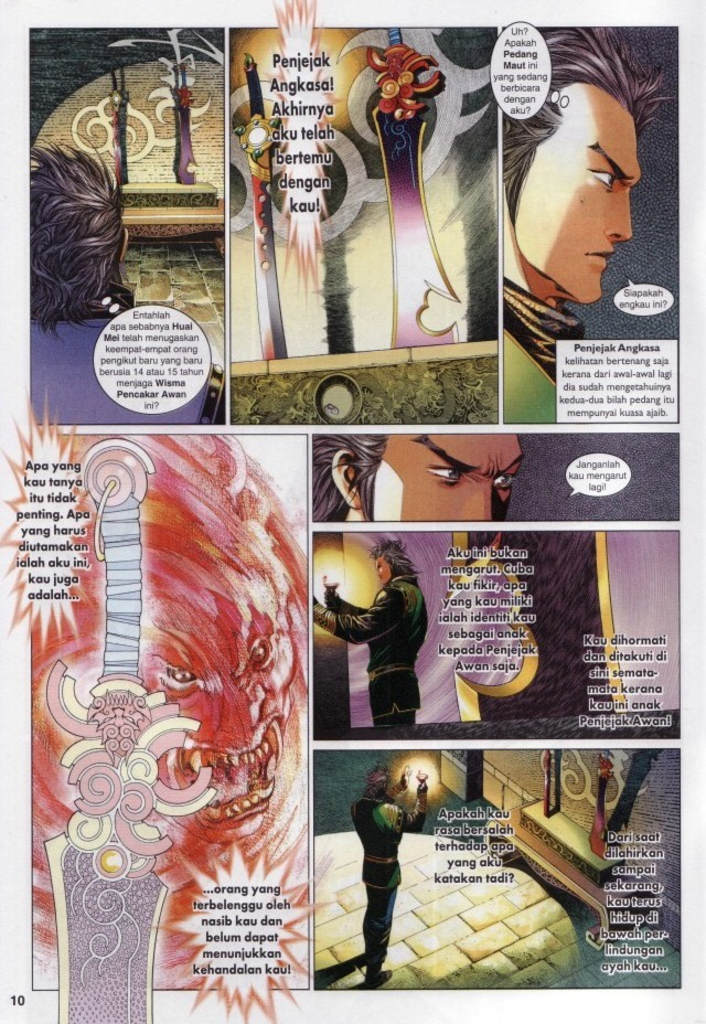 Entahlah
apa sebabnya Huai
Mei telah menugaskan
keempat-empat orang
pengikut baru yang baru
berusia 14 atau 15 tahun
menjaga Wisma
Pencakar Awan
ini?
Penjejak
Angkasa!
Akhirnya
aku telah
bertemu
dengan
kau!
Uh?
Apakah
Pedang
Maut ini
yang sedang
berbicara
dengan
aku?
Siapakah
engkau ini?
Penjejak Angkasa
kelihatan bertenang saja
kerana dari awal-awal lagi
dia sudah mengetahuinya
kedua-dua bilah pedang itu
mempunyai kuasa ajaib.
Apa yang
kau tanya
itu tidak
penting. Apa
yang harus
diutamakan
ialah aku ini,
kau juga
adalah...
...orang yang
terbelenggu oleh
nasib kau dan
belum dapat
menunjukkan
kehandalan kau!
Janganlah
kau mengarut
lagi!
Aku ini bukan
mengarut. Cuba
kau fikir, apa
yang kau miliki
ialah identiti kau
sebagai anak
kepada Penjejak
Awan saja.
Kau dihormati
dan ditakuti di
sini semata-
mata kerana
kau ini anak
Penjejak Awan!
Apakah kau
rasa bersalah
terhadap apa
yang aku
katakan tadi?
Dari saat
dilahirkan
sampai
sekarang,
kau terus
hidup di
bawah per-
lindungan
ayah kau...
10